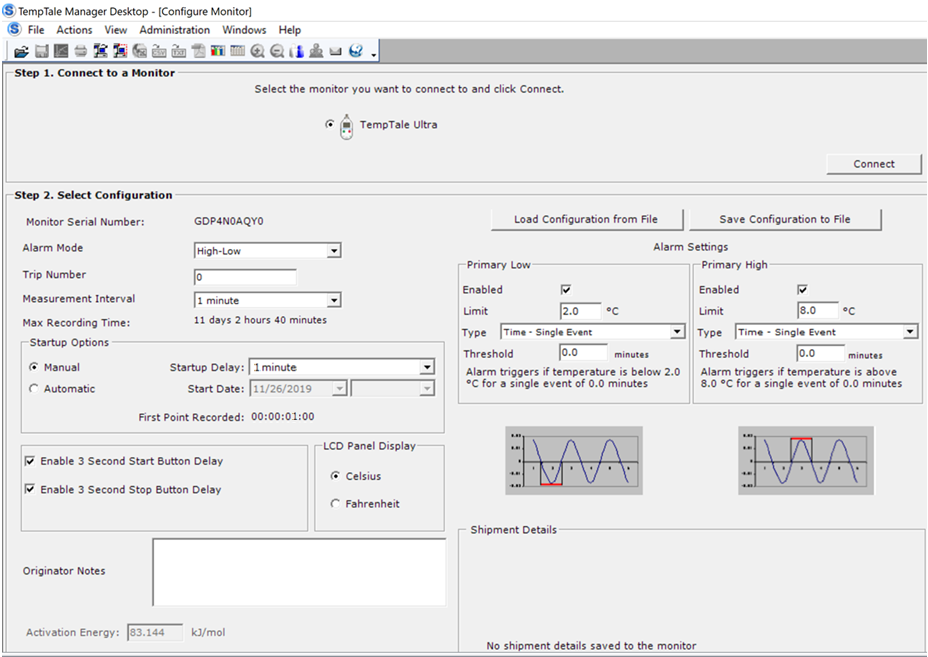 TempTale Manager Desktop - [Configure Monitor]
File Actions View Administration Windows Help
Step 1. Connect to a Monitor
Select the monitor you want to connect to and click Connect.
TempTale Ultra
Connect
Step 2. Select Configuration
Monitor Serial Number: GDP4N0AQY0
Load Configuration from File Save Configuration to File
Alarm Mode High-Low
Alarm Settings
Trip Number 0
Measurement Interval 1 minute
Max Recording Time: 11 days 2 hours 40 minutes
Startup Options
Manual Startup Delay: 1 minute
Automatic Start Date: 11/26/2019
First Point Recorded: 00:00:01:00
Primary Low
Enabled
Limit 2.0 °C
Type Time - Single Event
Threshold 0.0 minutes
Alarm triggers if temperature is below 2.0
°C for a single event of 0.0 minutes
Primary High
Enabled
Limit 8.0 °C
Type Time - Single Event
Threshold 0.0 minutes
Alarm triggers if temperature is above
8.0 °C for a single event of 0.0 minutes
Enable 3 Second Start Button Delay
Enable 3 Second Stop Button Delay
LCD Panel Display
Celsius
Fahrenheit
Originator Notes
Activation Energy: 83.144 kJ/mol
Shipment Details
No shipment details saved to the monitor